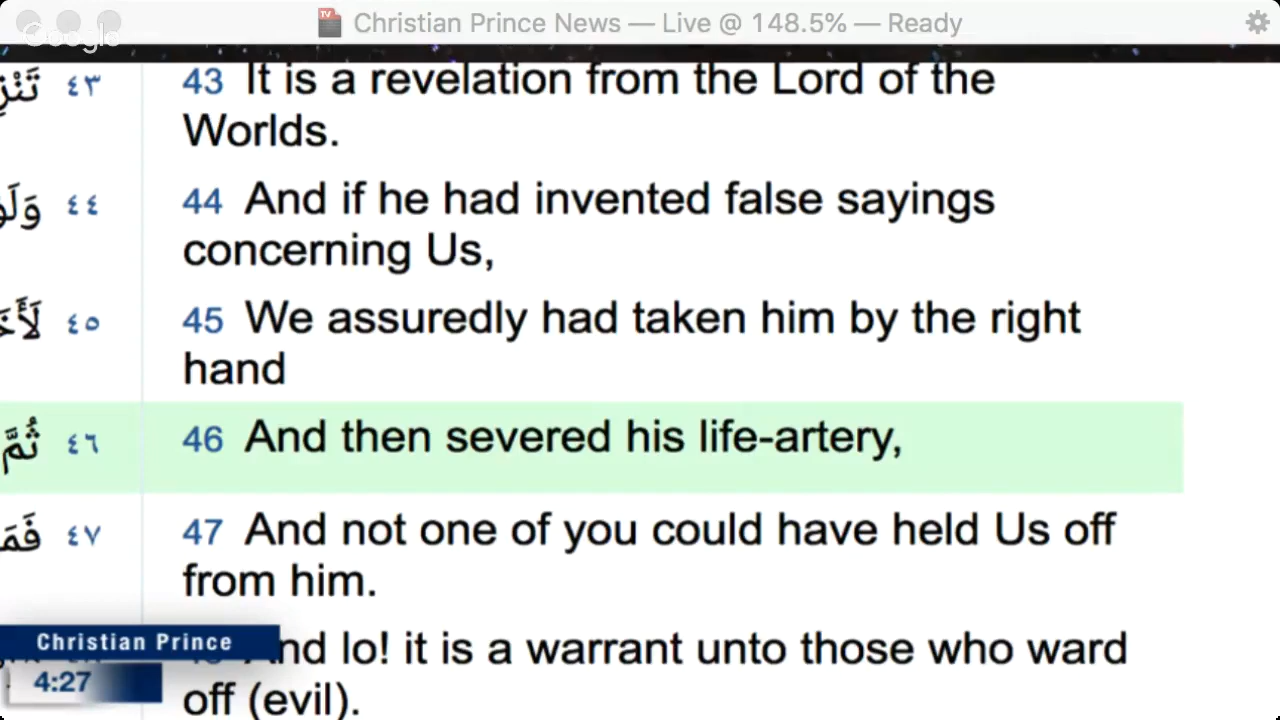 Christian Prince News — Live @ 148.5% — Ready
Google
٤٣ 43 It is a revelation from the Lord of the
Worlds.
٤٤ 44 And if he had invented false sayings
concerning Us,
٤٥ 45 We assuredly had taken him by the right
hand
ثُمَّ ٤٦ 46 And then severed his life-artery,
٤٧ 47 And not one of you could have held Us off
from him.
Christian Prince
nd lo! it is a warrant unto those who ward
4:27
off (evil).